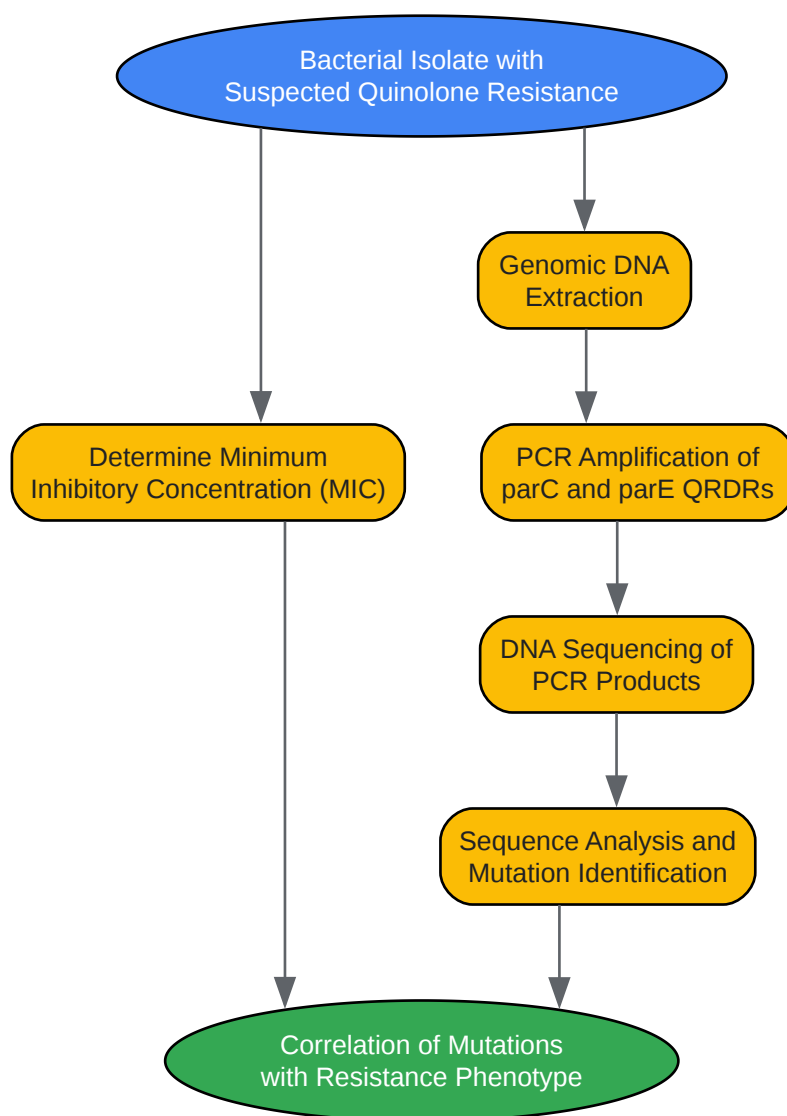 Bacterial Isolate with
Suspected Quinolone Resistance
Genomic DNA
Extraction
Determine Minimum
Inhibitory Concentration (MIC)
PCR Amplification of
parC and parE QRDRs
DNA Sequencing of
PCR Products
Sequence Analysis and
Mutation Identification
Correlation of Mutations
with Resistance Phenotype